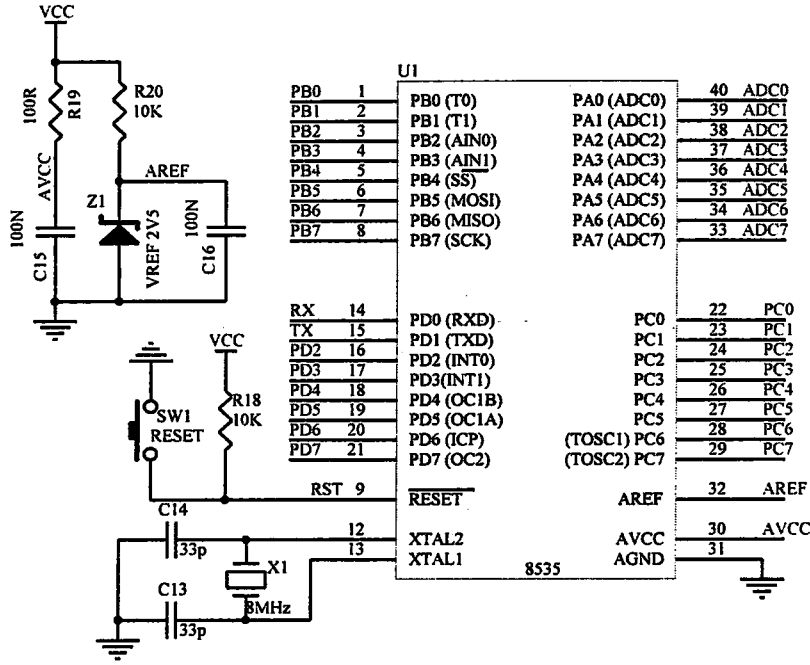 VCC
100R
R19
R20
10K
AVCC
AREF
Z1
VREF 2V5
100N
C15
100N
C16
U1
PB0 1 PB0 (T0)
PB1 2 PB1 (T1)
PB2 3 PB2 (AIN0)
PB3 4 PB3 (AIN1)
PB4 5 PB4 (SS)
PB5 6 PB5 (MOSI)
PB6 7 PB6 (MISO)
PB7 8 PB7 (SCK)
PA0 (ADC0) 40 ADC0
PA1 (ADC1) 39 ADC1
PA2 (ADC2) 38 ADC2
PA3 (ADC3) 37 ADC3
PA4 (ADC4) 36 ADC4
PA5 (ADC5) 35 ADC5
PA6 (ADC6) 34 ADC6
PA7 (ADC7) 33 ADC7
RX 14 PD0 (RXD)
TX 15 PD1 (TXD)
PD2 16 PD2 (INT0)
PD3 17 PD3(INT1)
PD4 18 PD4 (OC1B)
PD5 19 PD5 (OC1A)
PD6 20 PD6 (ICP)
PD7 21 PD7 (OC2)
PC0 22 PC0
PC1 23 PC1
PC2 24 PC2
PC3 25 PC3
PC4 26 PC4
PC5 27 PC5
(TOSC1) PC6 28 PC6
(TOSC2) PC7 29 PC7
VCC
R18
10K
SW1
RESET
RST 9 RESET
AREF 32 AREF
12 XTAL2
13 XTAL1
AVCC 30 AVCC
AGND 31
8535
C14
33p
X1
8MHz
C13
33p